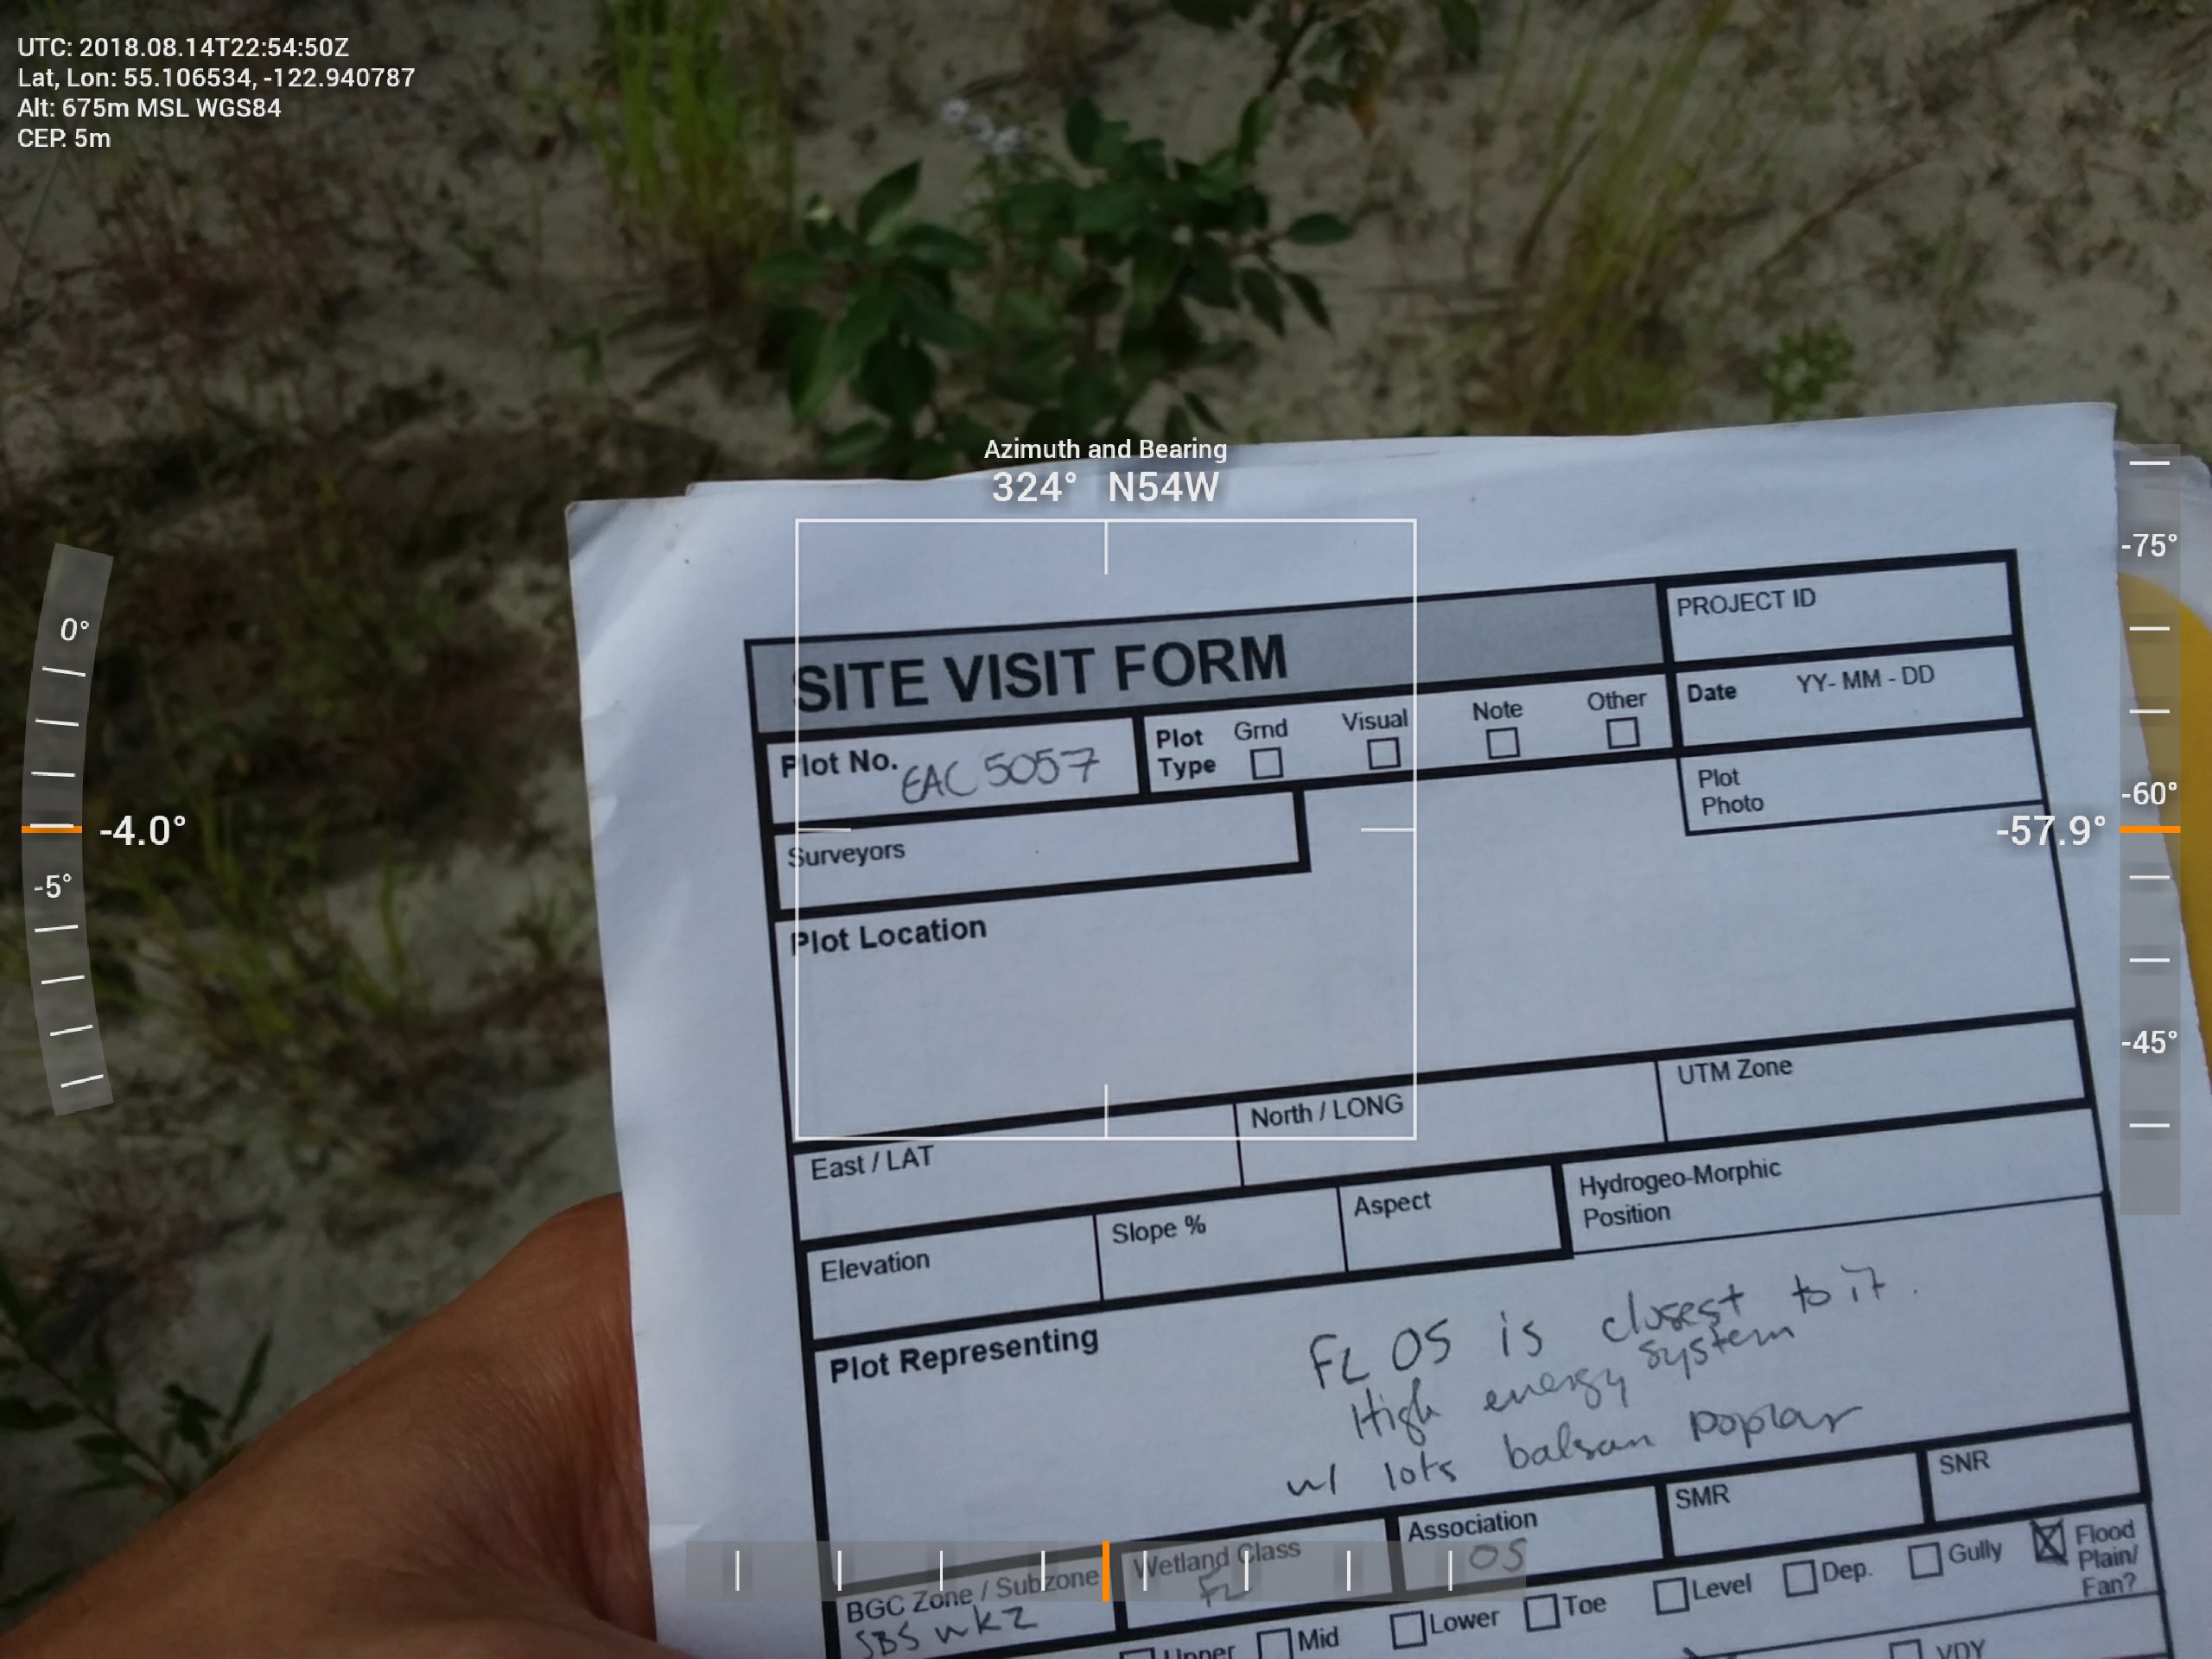 UTC: 2018.08.14T22:54:50Z
Lat, Lon: 55.106534, -122.940787
Alt: 675m MSL WGS84
CEP: 5m
Azimuth and Bearing
324° N54W
0°
-4.0°
-5°
-75°
-60°
-57.9°
-45°
SITE VISIT FORM
PROJECT ID
Plot No. EAC 5057
Plot Type
Grnd
Visual
Note
Other
Date YY- MM - DD
Surveyors
Plot
Photo
Plot Location
East / LAT
North / LONG
UTM Zone
Elevation
Slope %
Aspect
Hydrogeo-Morphic
Position
Plot Representing
FL 05 is closest to it.
High energy system
w/ lots balsam poplar
BGC Zone / Subzone
SBS wk2
Wetland Class
FL
Association
05
SMR
SNR
Upper
Mid
Lower
Toe
Level
Dep.
Gully
Flood
Plain/
Fan?
VDY